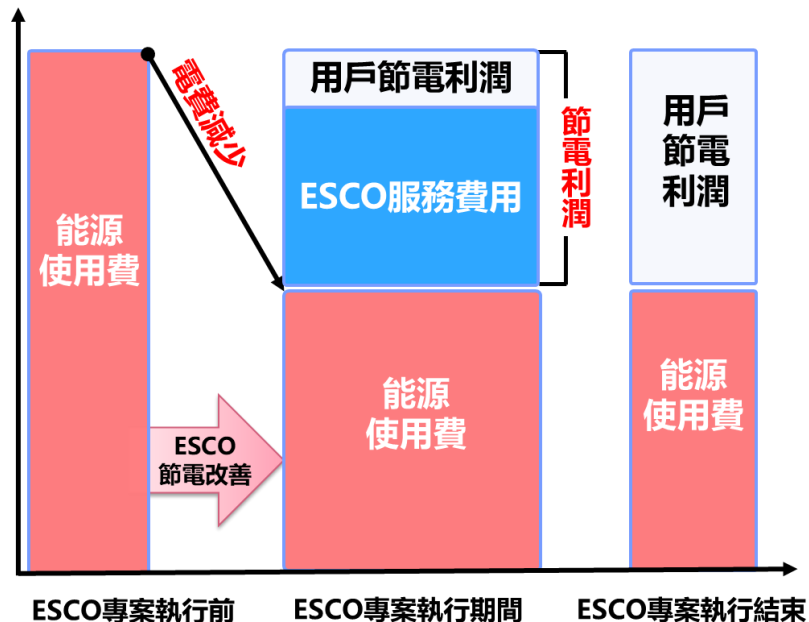 電費減少
能源
使用費
ESCO
節電改善
用戶節電利潤
ESCO服務費用
節電利潤
能源
使用費
用戶
節電
利潤
能源
使用費
ESCO專案執行前
ESCO專案執行期間
ESCO專案執行結束